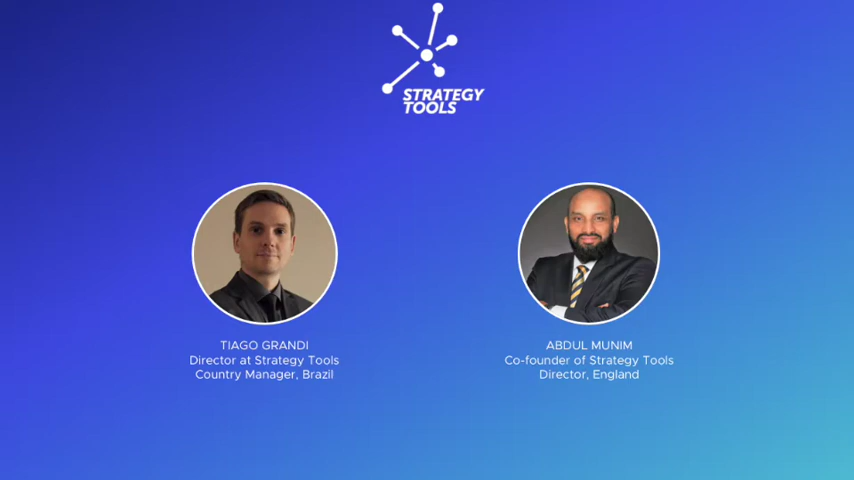 STRATEGY
TOOLS
TIAGO GRANDI
Director at Strategy Tools
Country Manager, Brazil
ABDUL MUNIM
Co-founder of Strategy Tools
Director, England